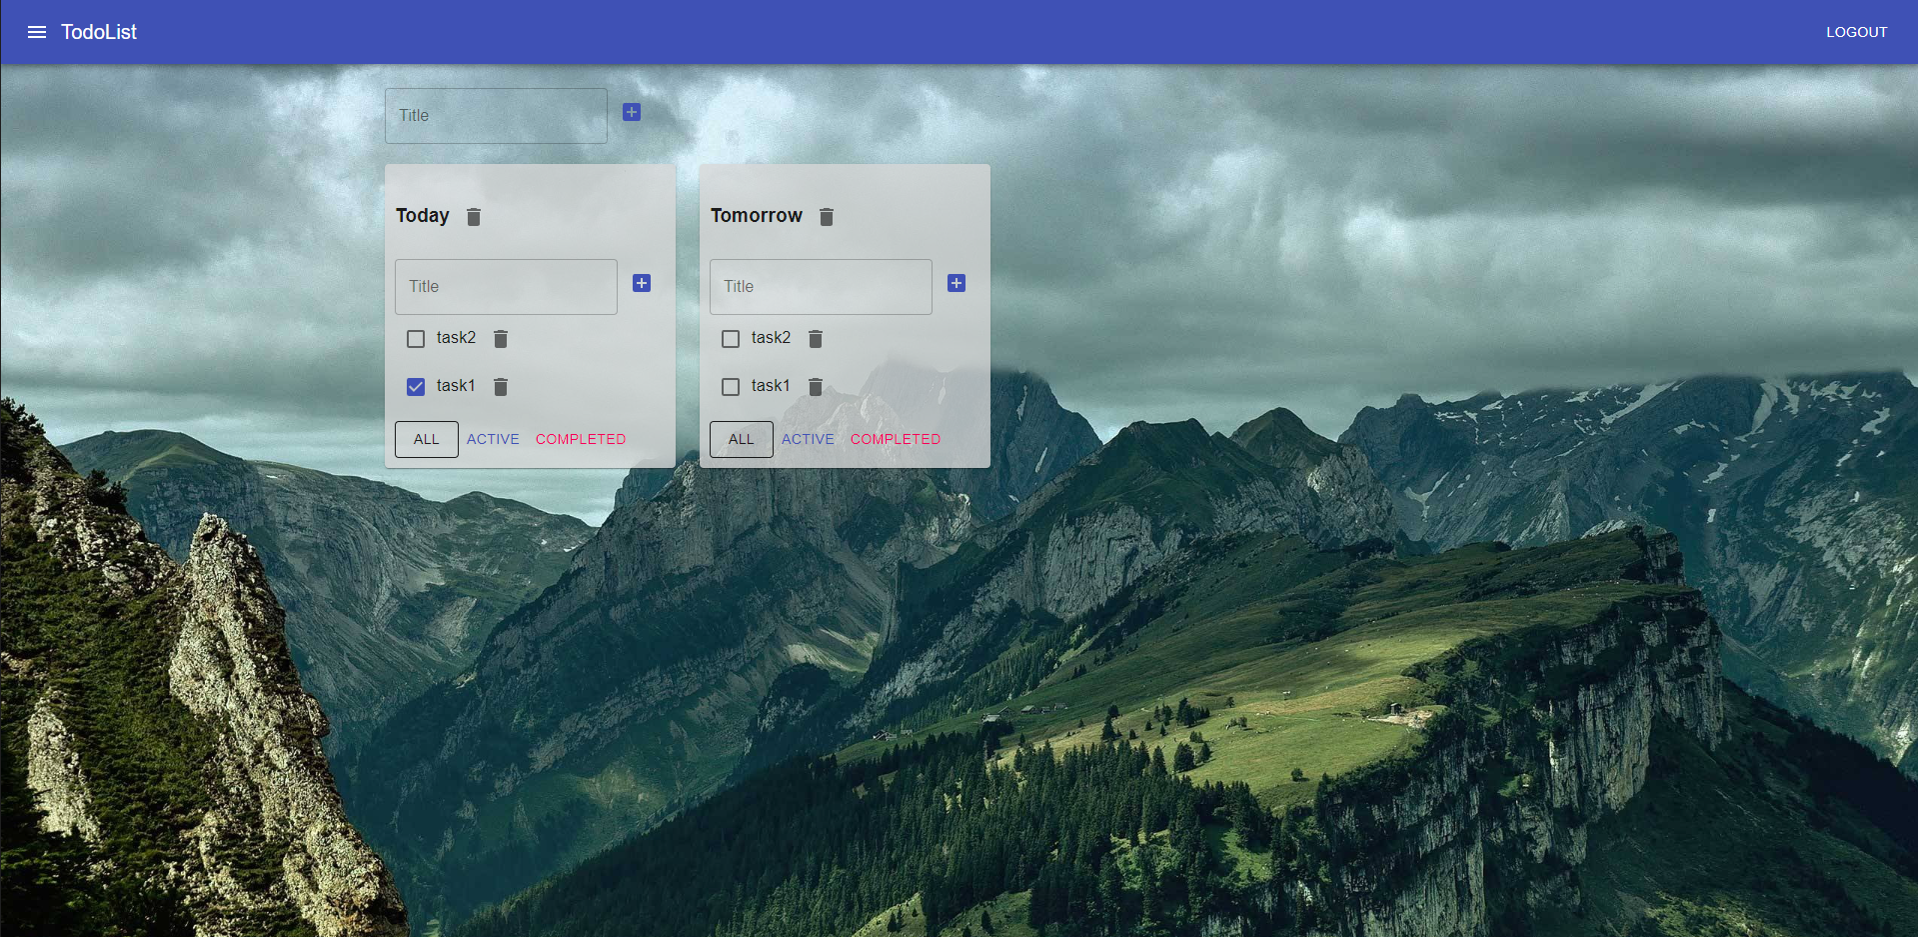 TodoList
LOGOUT
Title
Today
Title
task2
task1
ALL ACTIVE COMPLETED
Tomorrow
Title
task2
task1
ALL ACTIVE COMPLETED